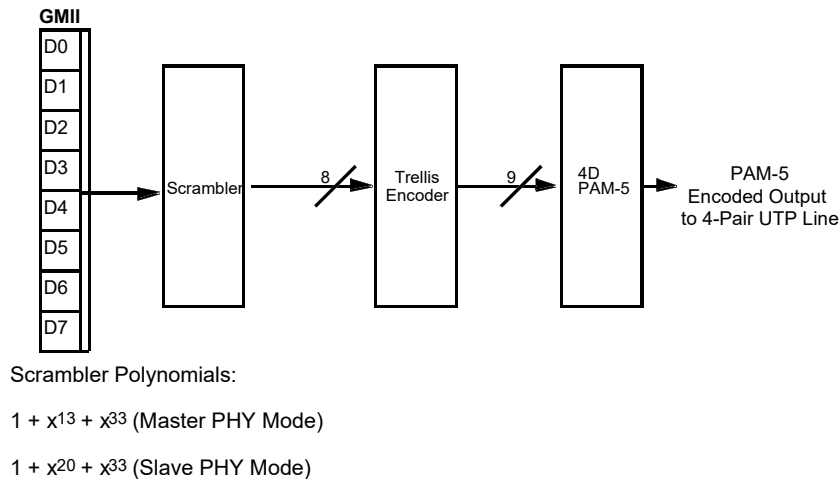 GMII
D0
D1
D2
D3
D4
D5
D6
D7
Scrambler
8
Trellis
Encoder
9
4D
PAM-5
PAM-5
Encoded Output
to 4-Pair UTP Line
Scrambler Polynomials:
1 + x13 + x33 (Master PHY Mode)
1 + x20 + x33 (Slave PHY Mode)